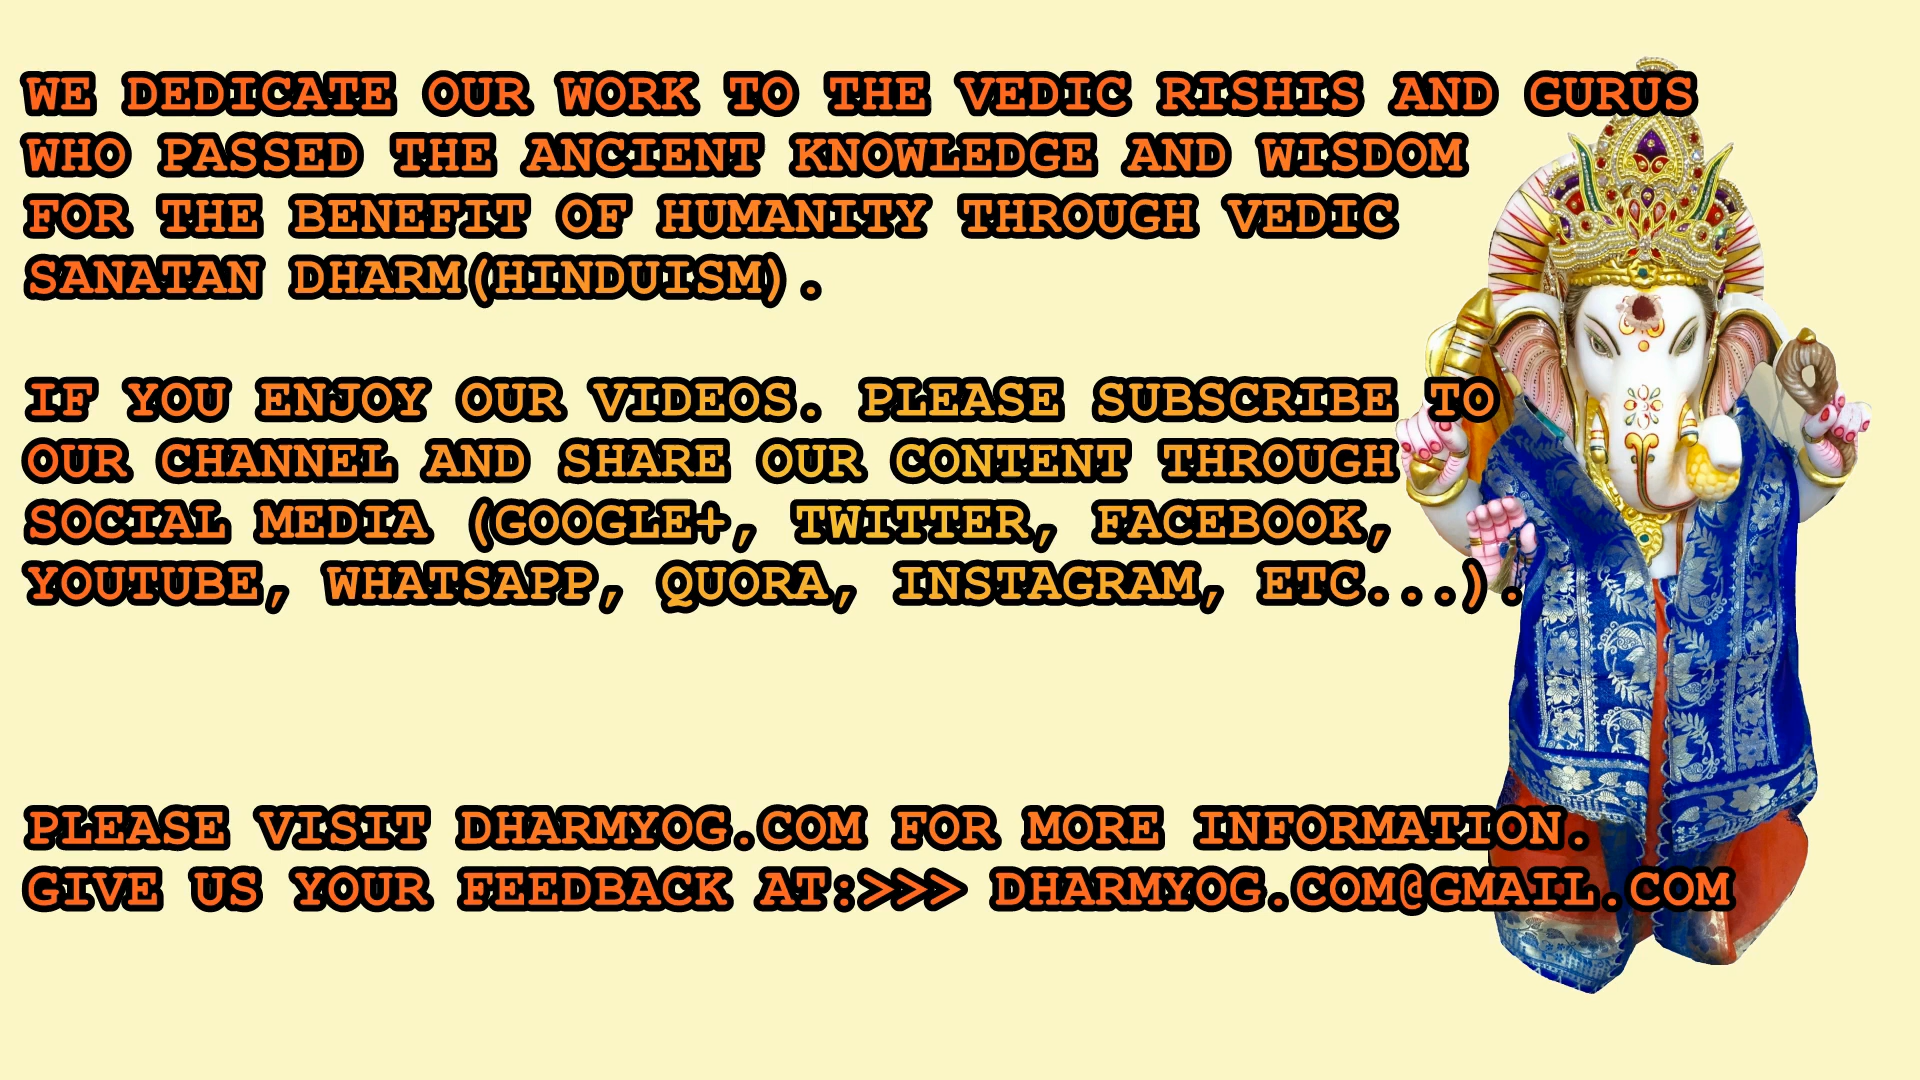 WE DEDICATE OUR WORK TO THE VEDIC RISHIS AND GURUS
WHO PASSED THE ANCIENT KNOWLEDGE AND WISDOM
FOR THE BENEFIT OF HUMANITY THROUGH VEDIC
SANATAN DHARM(HINDUISM).
IF YOU ENJOY OUR VIDEOS. PLEASE SUBSCRIBE TO
OUR CHANNEL AND SHARE OUR CONTENT THROUGH
SOCIAL MEDIA (GOOGLE+, TWITTER, FACEBOOK,
YOUTUBE, WHATSAPP, QUORA, INSTAGRAM, ETC...).
PLEASE VISIT DHARMYOG.COM FOR MORE INFORMATION.
GIVE US YOUR FEEDBACK AT:>>> DHARMYOG.COM@GMAIL.COM